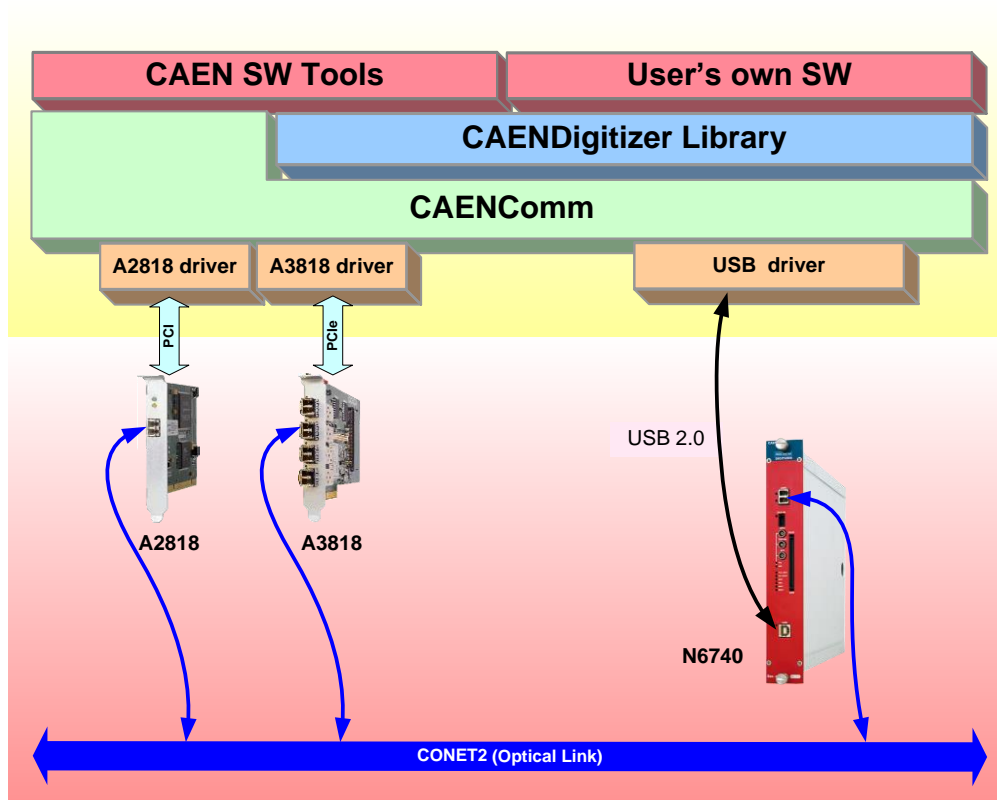 CAEN SW Tools
User's own SW
CAENDigitizer Library
CAENComm
A2818 driver
A3818 driver
USB driver
PCI
PCIe
USB 2.0
A2818
A3818
N6740
CONET2 (Optical Link)